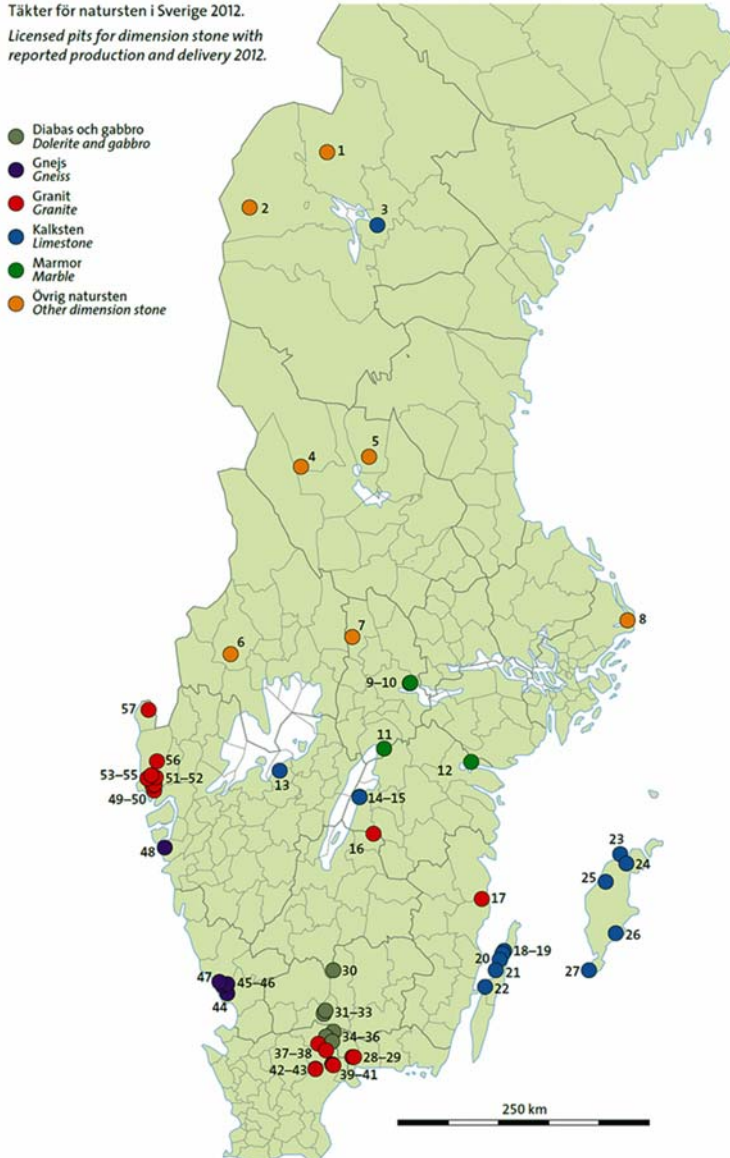 Täkter för natursten i Sverige 2012.
Licensed pits for dimension stone with
reported production and delivery 2012.
Diabas och gabbro
Dolerite and gabbro
Gnejs
Gneiss
Granit
Granite
Kalksten
Limestone
Marmor
Marble
Övrig natursten
Other dimension stone
1
2
3
4
5
6
7
8
9–10
11
12
13
14–15
16
17
18–19
20
21
22
23
24
25
26
27
28–29
30
31–33
34–36
37–38
39–41
42–43
44
45–46
47
48
49–50
51–52
53–55
56
57
250 km